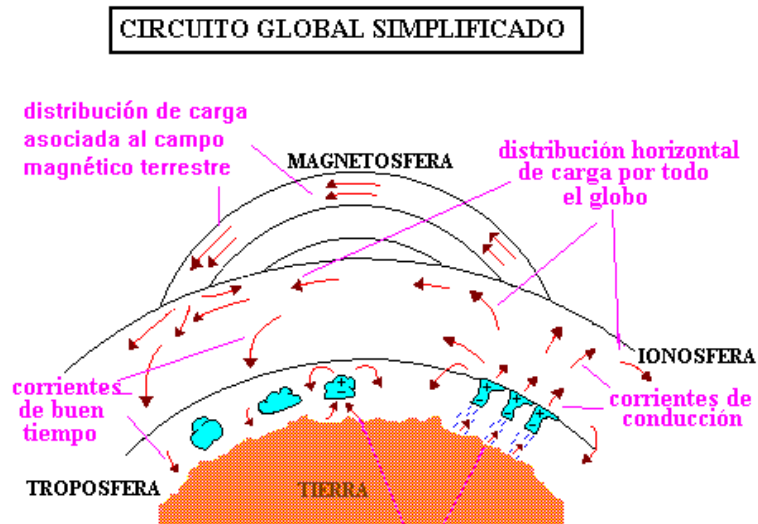 CIRCUITO GLOBAL SIMPLIFICADO
distribución de carga
asociada al campo
magnético terrestre
MAGNETOSFERA
distribución horizontal
de carga por todo
el globo
IONOSFERA
corrientes
de buen
tiempo
corrientes de
conducción
TROPOSFERA
TIERRA
+
-
+
+
+
-
-
-